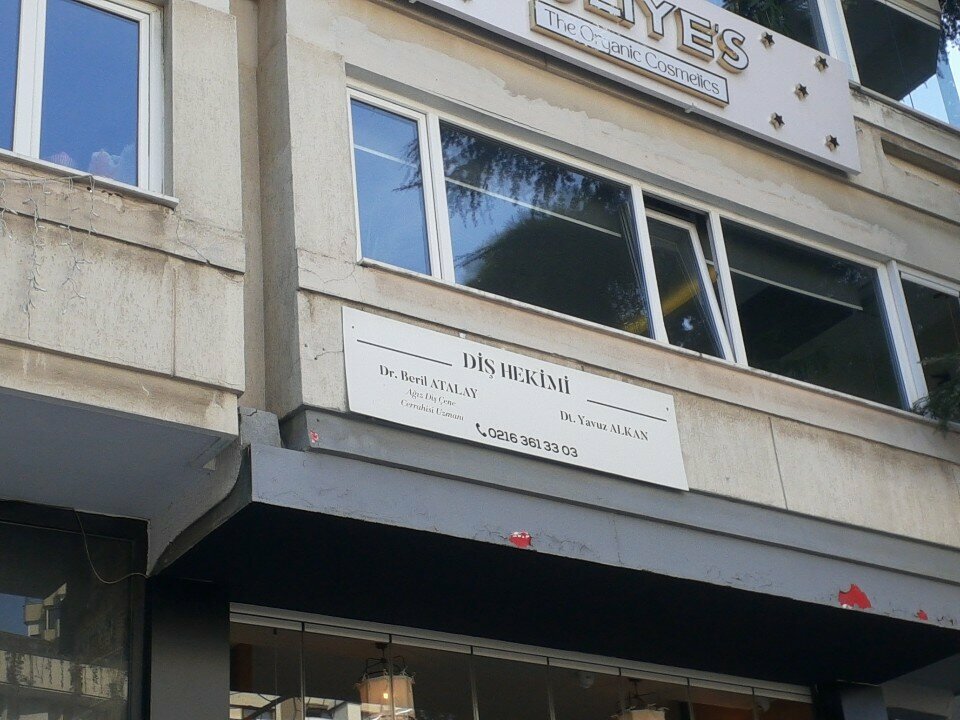 The Organic Cosmetics
DİŞ HEKİMİ
Dr. Beril ATALAY
Ağız Diş Çene
Cerrahisi Uzmanı
Dt. Yavuz ALKAN
0216 361 33 03